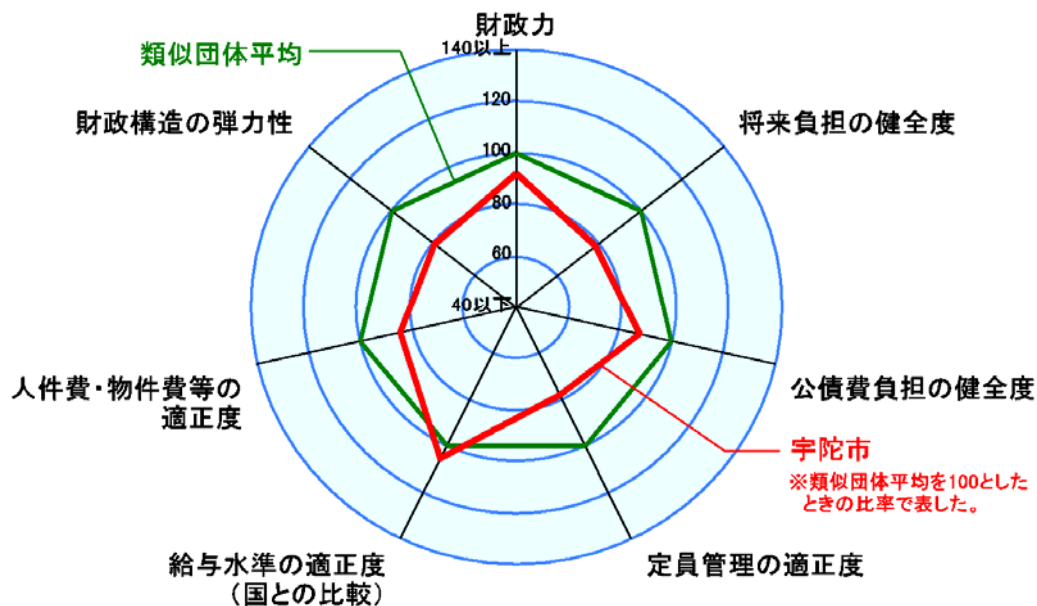 財政力
140以上
類似団体平均
120
財政構造の弾力性
将来負担の健全度
100
80
60
40以下
人件費・物件費等の
適正度
公債費負担の健全度
宇陀市
※類似団体平均を100とした
ときの比率で表した。
給与水準の適正度
（国との比較）
定員管理の適正度